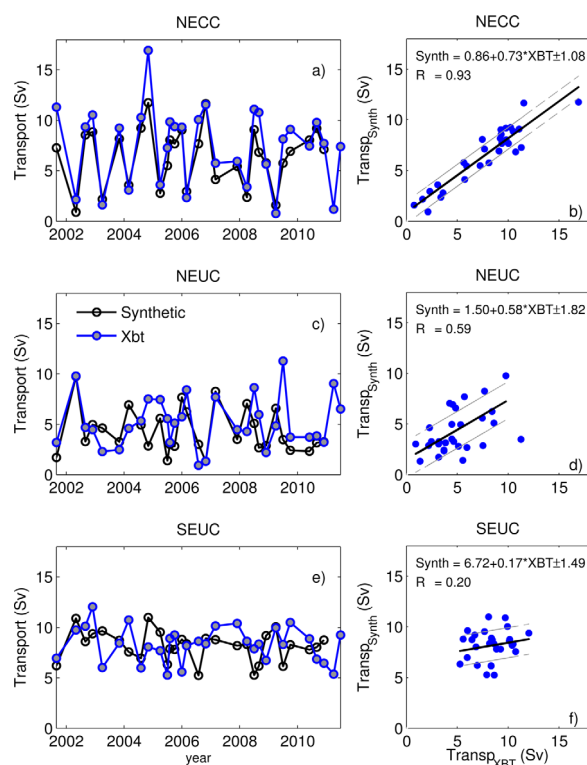 NECC
NECC
a)
Transport (Sv)
15
10
5
0
2002 2004 2006 2008 2010
Synth = 0.86+0.73*XBT±1.08
R = 0.93
b)
Transp_Synth (Sv)
15
10
5
0
0 5 10 15
NEUC
NEUC
Synthetic
Xbt
c)
Transport (Sv)
15
10
5
0
2002 2004 2006 2008 2010
Synth = 1.50+0.58*XBT±1.82
R = 0.59
d)
Transp_Synth (Sv)
15
10
5
0
0 5 10 15
SEUC
SEUC
e)
Transport (Sv)
15
10
5
0
2002 2004 2006 2008 2010
year
Synth = 6.72+0.17*XBT±1.49
R = 0.20
f)
Transp_Synth (Sv)
15
10
5
0
0 5 10 15
Transp_XBT (Sv)